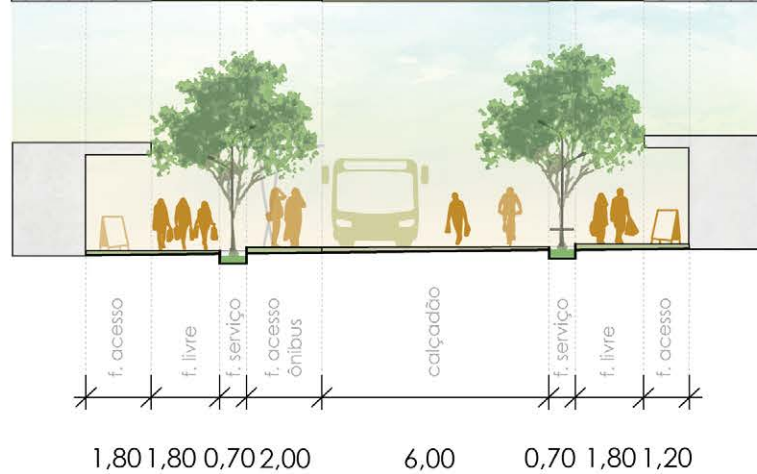 f. acesso
f. livre
f. serviço
f. acesso
ônibus
calçadão
f. serviço
f. livre
f. acesso
1,80 1,80 0,70 2,00 6,00 0,70 1,80 1,20